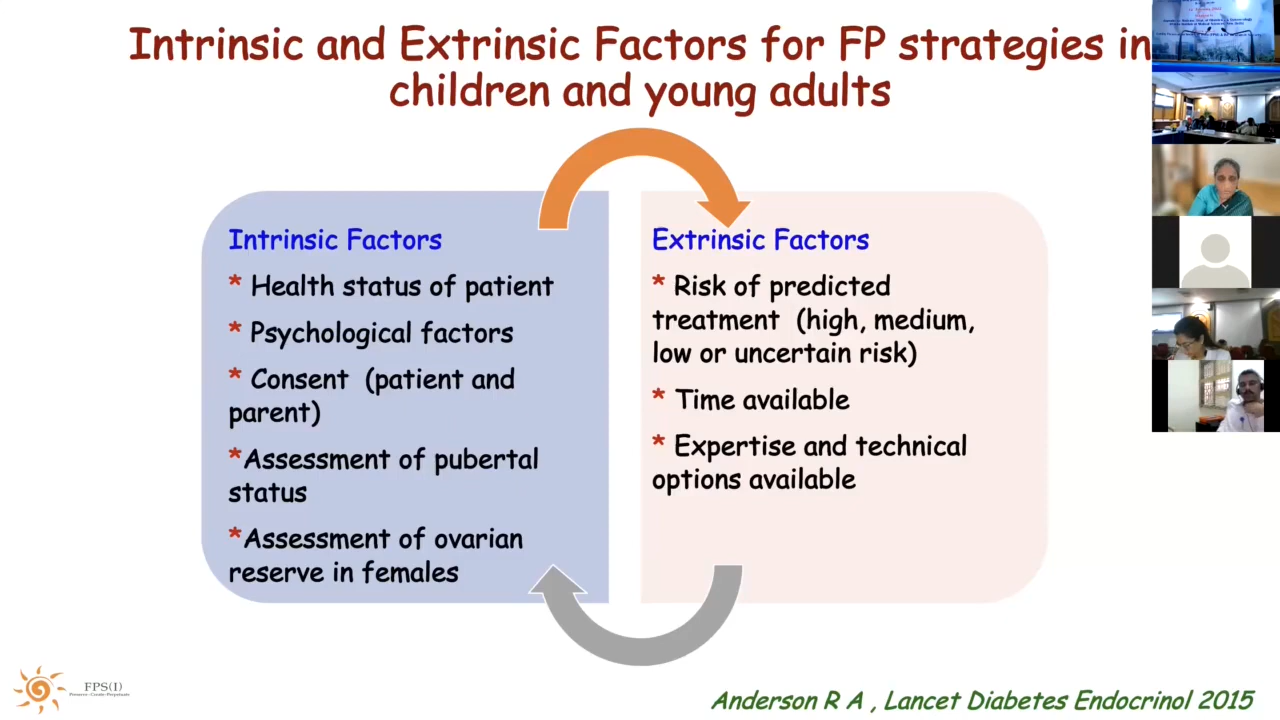 Intrinsic and Extrinsic Factors for FP strategies in
children and young adults
Intrinsic Factors
* Health status of patient
* Psychological factors
* Consent (patient and
parent)
*Assessment of pubertal
status
*Assessment of ovarian
reserve in females
Extrinsic Factors
* Risk of predicted
treatment (high, medium,
low or uncertain risk)
* Time available
* Expertise and technical
options available
FPS(I)
Preserve-Create-Perpetuate
Anderson R A , Lancet Diabetes Endocrinol 2015